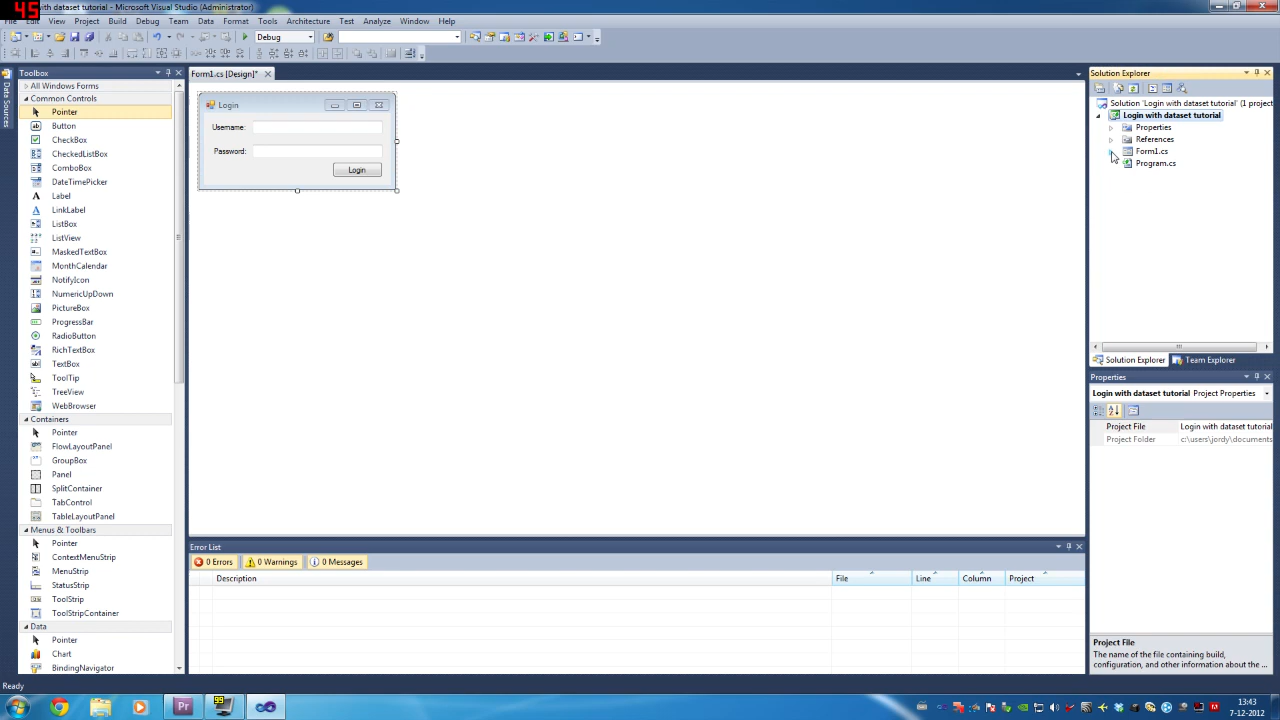 45
with dataset tutorial - Microsoft Visual Studio (Administrator)
File Edit View Project Build Debug Team Data Format Tools Architecture Test Analyze Window Help
Debug
Toolbox
All Windows Forms
Common Controls
Pointer
Button
CheckBox
CheckedListBox
ComboBox
DateTimePicker
Label
LinkLabel
ListBox
ListView
MaskedTextBox
MonthCalendar
NotifyIcon
NumericUpDown
PictureBox
ProgressBar
RadioButton
RichTextBox
TextBox
ToolTip
TreeView
WebBrowser
Containers
Pointer
FlowLayoutPanel
GroupBox
Panel
SplitContainer
TabControl
TableLayoutPanel
Menus & Toolbars
Pointer
ContextMenuStrip
MenuStrip
StatusStrip
ToolStrip
ToolStripContainer
Data
Pointer
Chart
BindingNavigator
Data Sources
Form1.cs [Design]*
Login
Username:
Password:
Login
Error List
0 Errors 0 Warnings 0 Messages
Description File Line Column Project
Solution Explorer
Solution 'Login with dataset tutorial' (1 project
Login with dataset tutorial
Properties
References
Form1.cs
Program.cs
Solution Explorer Team Explorer
Properties
Login with dataset tutorial Project Properties
Project File Login with dataset tutorial
Project Folder c:\users\jordy\documents
Project File
The name of the file containing build,
configuration, and other information about the ...
Ready
Pr
99
13:43
7-12-2012